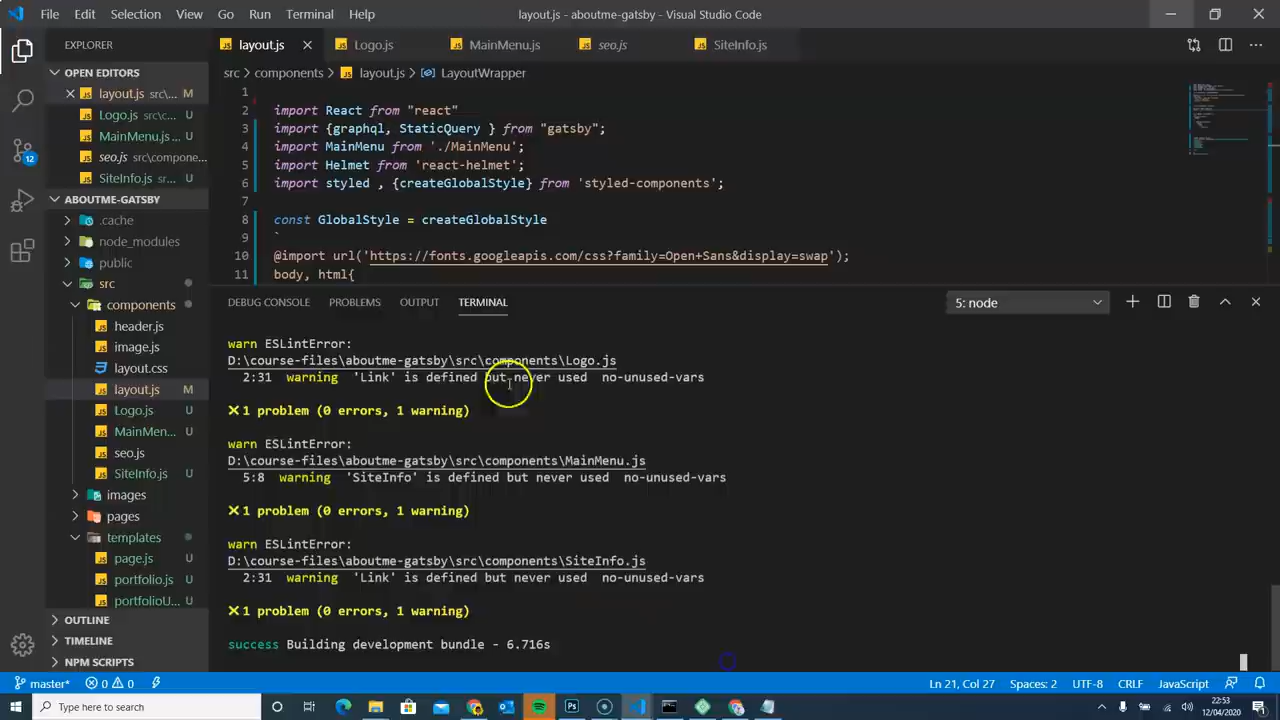 File Edit Selection View Go Run Terminal Help layout.js - aboutme-gatsby - Visual Studio Code
EXPLORER
layout.js Logo.js MainMenu.js seo.js SiteInfo.js
OPEN EDITORS
layout.js src\... M
Logo.js src\c... U
MainMenu.js ... U
seo.js src\compone...
SiteInfo.js sr... U
ABOUTME-GATSBY
.cache
node_modules
public
src
components
header.js
image.js
layout.css
layout.js M
Logo.js U
MainMen... U
seo.js
SiteInfo.js U
images
pages
templates
page.js U
portfolio.js U
portfolioU... U
OUTLINE
TIMELINE
NPM SCRIPTS
12
src > components > layout.js > LayoutWrapper
1
2 import React from "react"
3 import {graphql, StaticQuery } from "gatsby";
4 import MainMenu from './MainMenu';
5 import Helmet from 'react-helmet';
6 import styled , {createGlobalStyle} from 'styled-components';
7
8 const GlobalStyle = createGlobalStyle
9 `
10 @import url('https://fonts.googleapis.com/css?family=Open+Sans&display=swap');
11 body, html{
DEBUG CONSOLE PROBLEMS OUTPUT TERMINAL 5: node
warn ESLintError:
D:\course-files\aboutme-gatsby\src\components\Logo.js
2:31 warning 'Link' is defined but never used no-unused-vars
✕ 1 problem (0 errors, 1 warning)
warn ESLintError:
D:\course-files\aboutme-gatsby\src\components\MainMenu.js
5:8 warning 'SiteInfo' is defined but never used no-unused-vars
✕ 1 problem (0 errors, 1 warning)
warn ESLintError:
D:\course-files\aboutme-gatsby\src\components\SiteInfo.js
2:31 warning 'Link' is defined but never used no-unused-vars
✕ 1 problem (0 errors, 1 warning)
success Building development bundle - 6.716s
master* 0 0 Ln 21, Col 27 Spaces: 2 UTF-8 CRLF JavaScript
Type here to search
22:53
12/04/2020